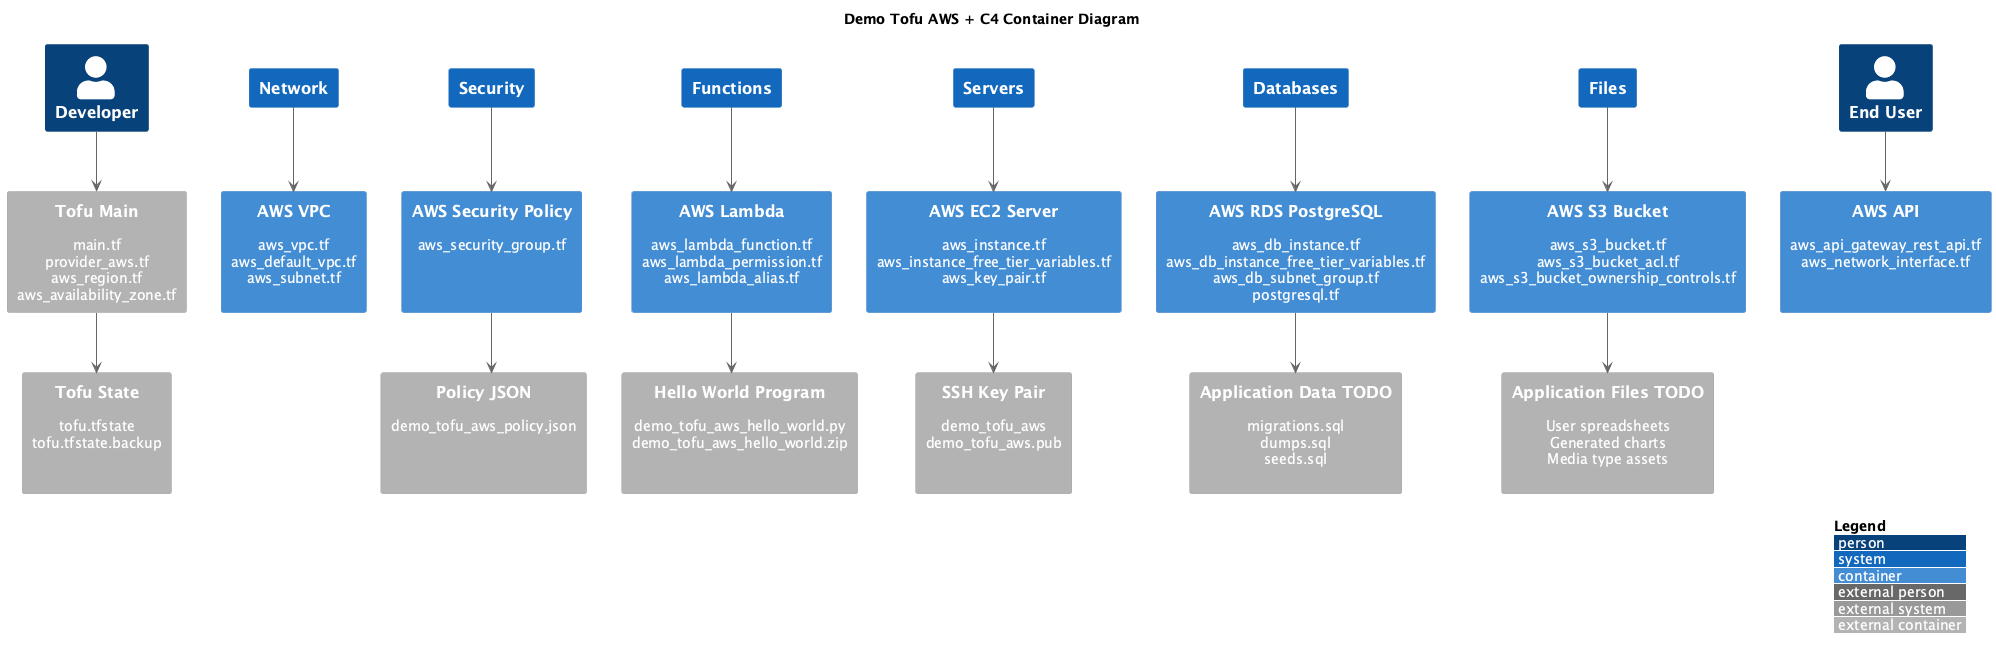 Demo Tofu AWS + C4 Container Diagram
Developer
Network
Security
Functions
Servers
Databases
Files
End User
Tofu Main
main.tf
provider_aws.tf
aws_region.tf
aws_availability_zone.tf
AWS VPC
aws_vpc.tf
aws_default_vpc.tf
aws_subnet.tf
AWS Security Policy
aws_security_group.tf
AWS Lambda
aws_lambda_function.tf
aws_lambda_permission.tf
aws_lambda_alias.tf
AWS EC2 Server
aws_instance.tf
aws_instance_free_tier_variables.tf
aws_key_pair.tf
AWS RDS PostgreSQL
aws_db_instance.tf
aws_db_instance_free_tier_variables.tf
aws_db_subnet_group.tf
postgresql.tf
AWS S3 Bucket
aws_s3_bucket.tf
aws_s3_bucket_acl.tf
aws_s3_bucket_ownership_controls.tf
AWS API
aws_api_gateway_rest_api.tf
aws_network_interface.tf
Tofu State
tofu.tfstate
tofu.tfstate.backup
Policy JSON
demo_tofu_aws_policy.json
Hello World Program
demo_tofu_aws_hello_world.py
demo_tofu_aws_hello_world.zip
SSH Key Pair
demo_tofu_aws
demo_tofu_aws.pub
Application Data TODO
migrations.sql
dumps.sql
seeds.sql
Application Files TODO
User spreadsheets
Generated charts
Media type assets
Legend
person
system
container
external person
external system
external container